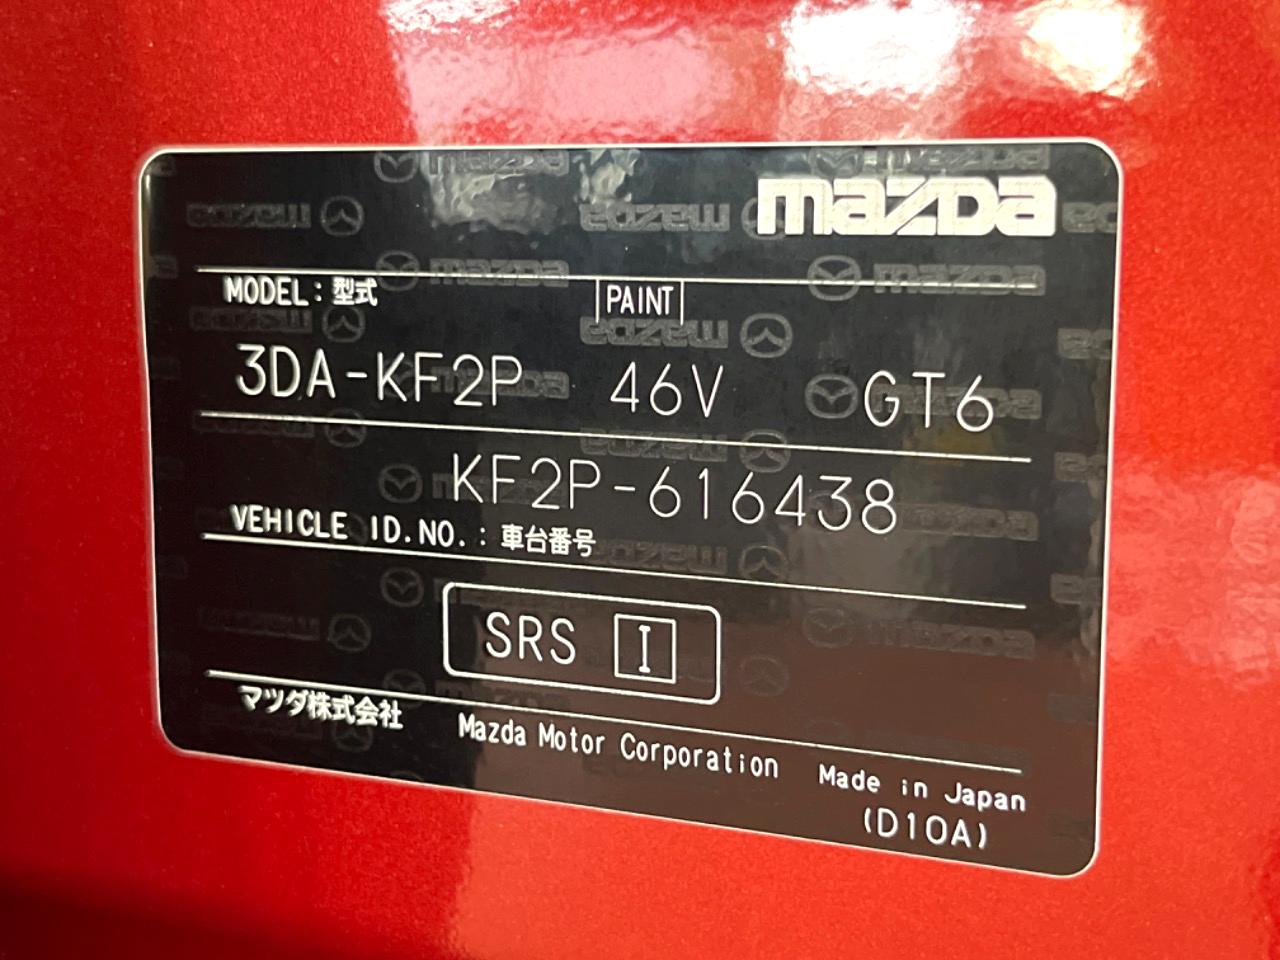 mazda
MODEL：型式 PAINT
3DA-KF2P 46V GT6
KF2P-616438
VEHICLE ID.NO.：車台番号
SRS I
マツダ株式会社 Mazda Motor Corporation Made in Japan
(D10A)